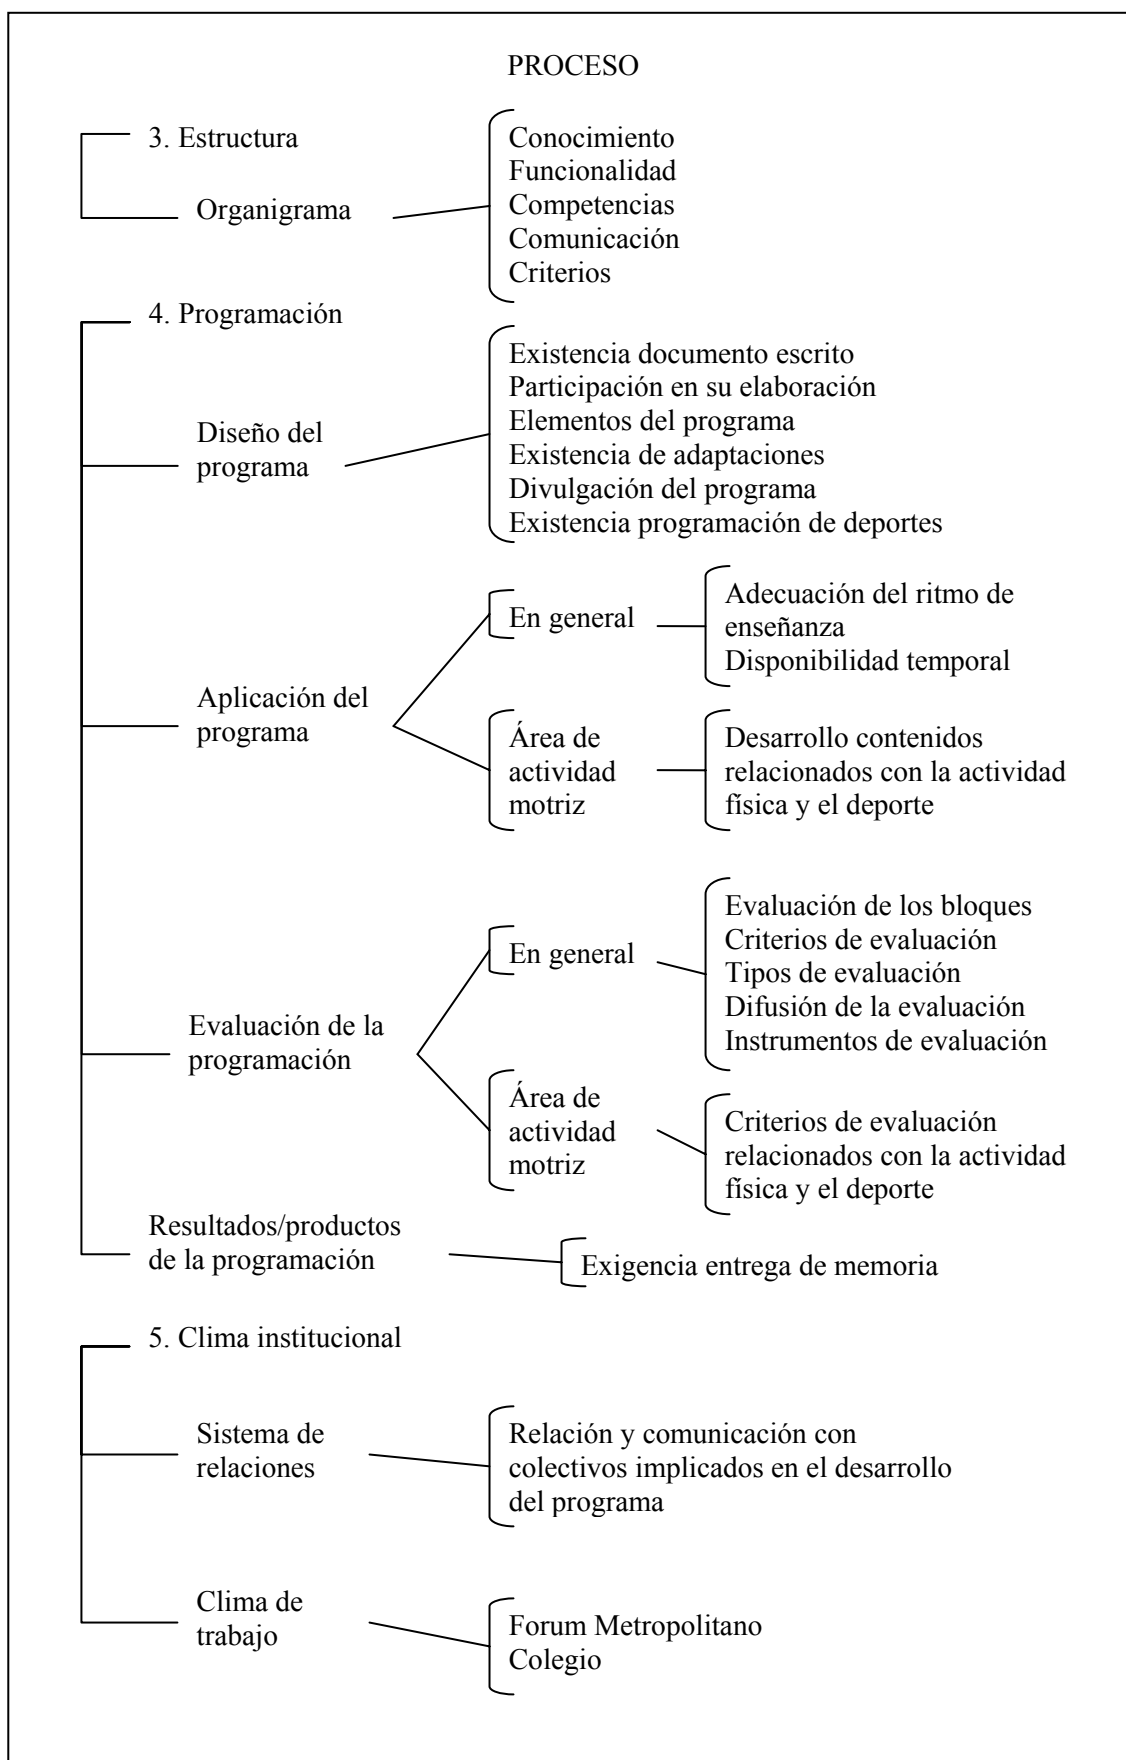 PROCESO
3. Estructura
Organigrama
Conocimiento
Funcionalidad
Competencias
Comunicación
Criterios
4. Programación
Diseño del
programa
Existencia documento escrito
Participación en su elaboración
Elementos del programa
Existencia de adaptaciones
Divulgación del programa
Existencia programación de deportes
Aplicación del
programa
En general
Adecuación del ritmo de
enseñanza
Disponibilidad temporal
Área de
actividad
motriz
Desarrollo contenidos
relacionados con la actividad
física y el deporte
Evaluación de la
programación
En general
Evaluación de los bloques
Criterios de evaluación
Tipos de evaluación
Difusión de la evaluación
Instrumentos de evaluación
Área de
actividad
motriz
Criterios de evaluación
relacionados con la actividad
física y el deporte
Resultados/productos
de la programación
Exigencia entrega de memoria
5. Clima institucional
Sistema de
relaciones
Relación y comunicación con
colectivos implicados en el desarrollo
del programa
Clima de
trabajo
Forum Metropolitano
Colegio